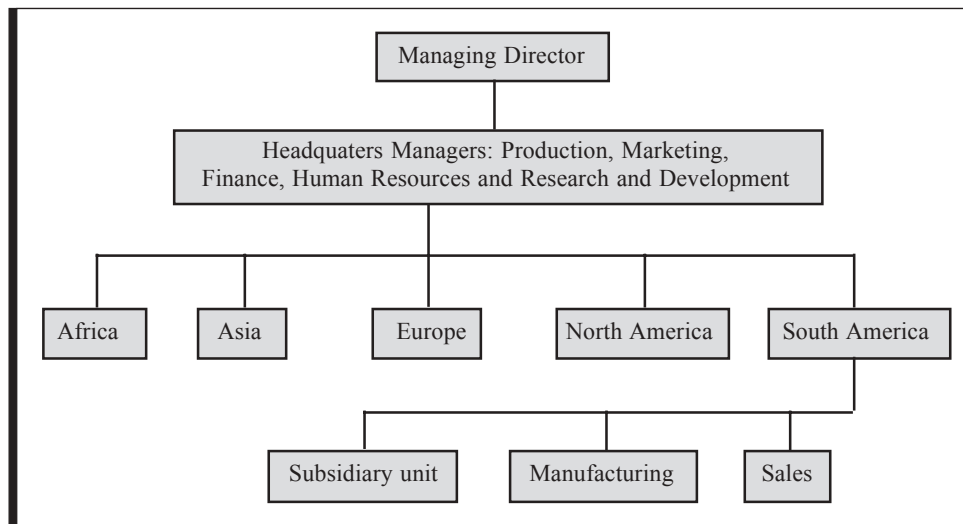 Managing Director
Headquaters Managers: Production, Marketing,
Finance, Human Resources and Research and Development
Africa
Asia
Europe
North America
South America
Subsidiary unit
Manufacturing
Sales